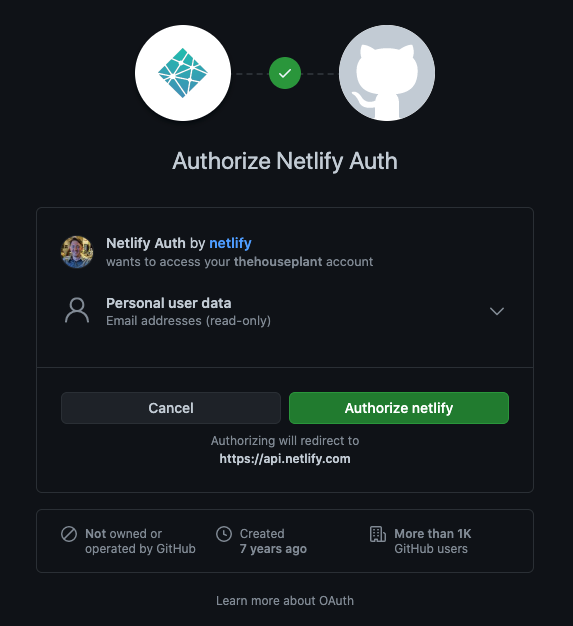 Authorize Netlify Auth
Netlify Auth by netlify
wants to access your thehouseplant account
Personal user data
Email addresses (read-only)
Cancel
Authorize netlify
Authorizing will redirect to
https://api.netlify.com
Not owned or
operated by GitHub
Created
7 years ago
More than 1K
GitHub users
Learn more about OAuth